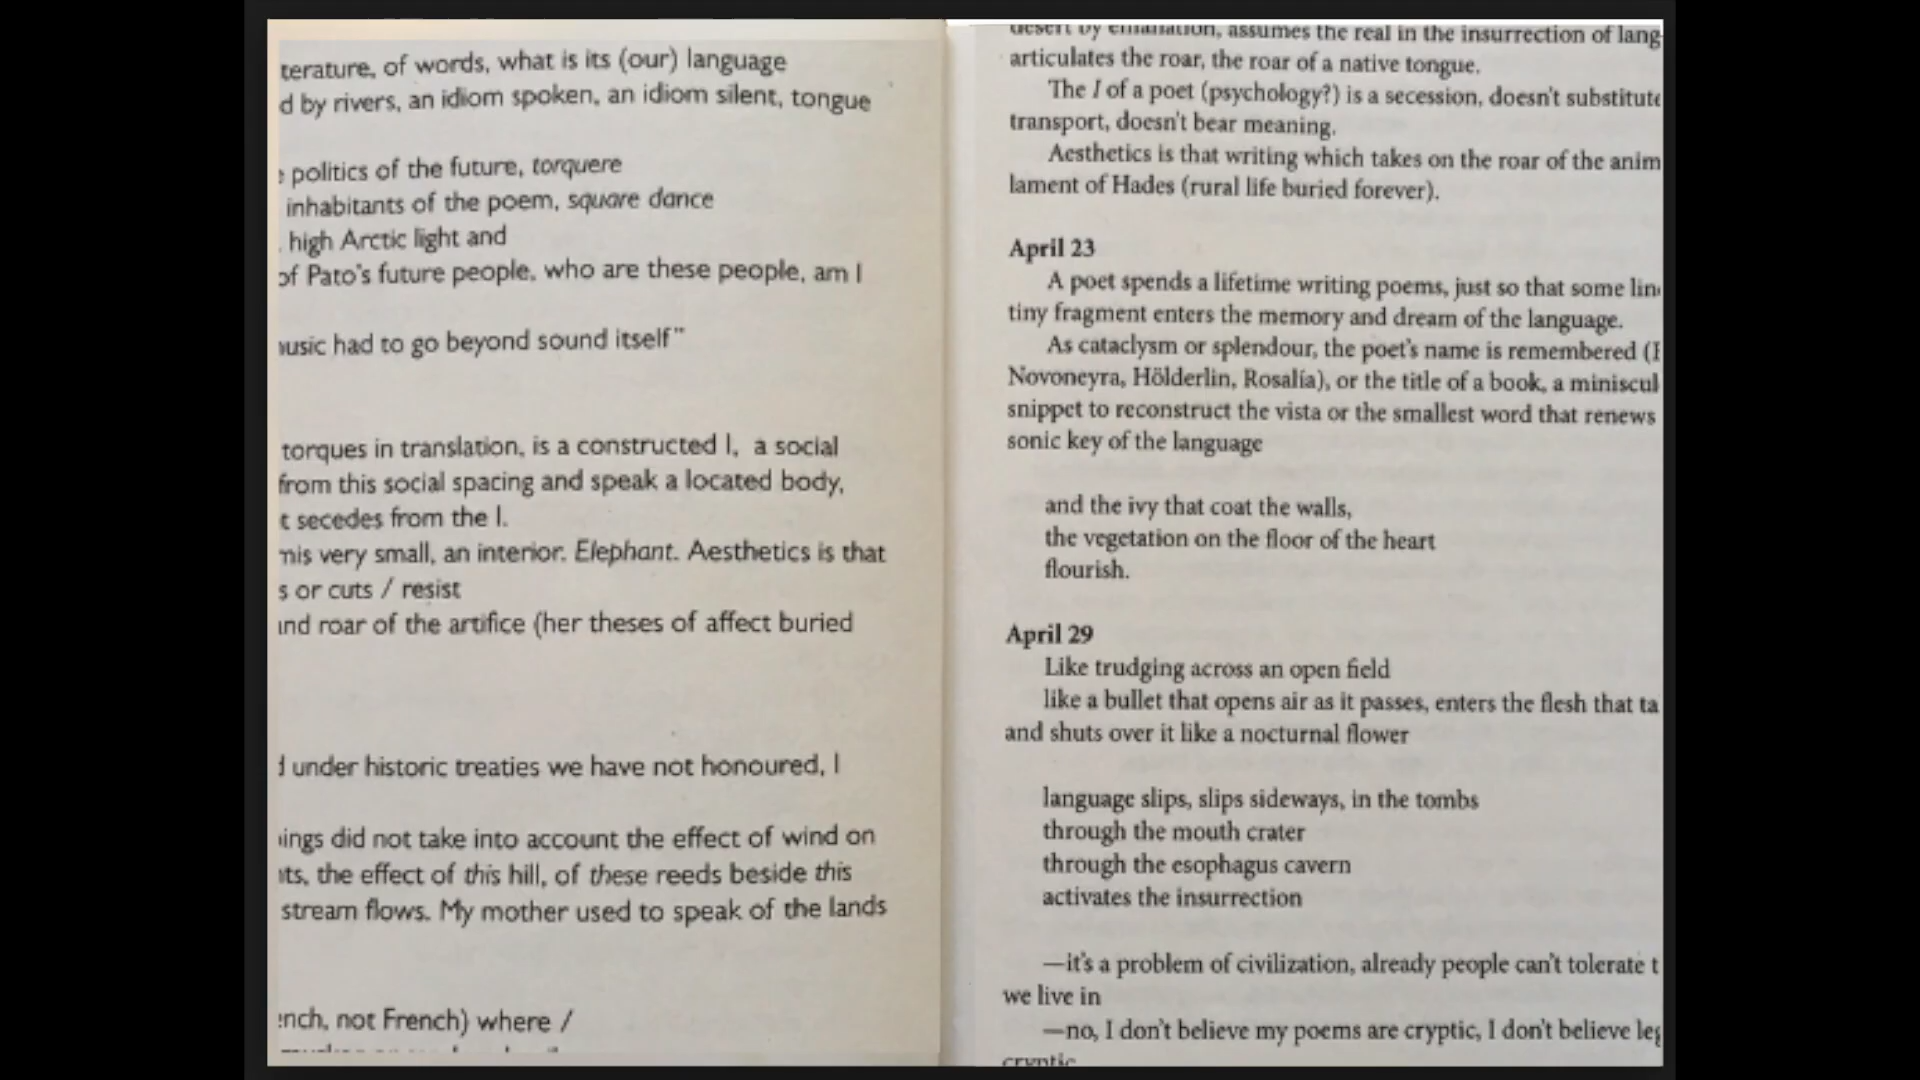 terature, of words, what is its (our) language
d by rivers, an idiom spoken, an idiom silent, tongue
politics of the future, torquere
inhabitants of the poem, square dance
high Arctic light and
of Pato's future people, who are these people, am I
usic had to go beyond sound itself"
torques in translation, is a constructed I, a social
from this social spacing and speak a located body,
t secedes from the I.
his very small, an interior. Elephant. Aesthetics is that
s or cuts / resist
nd roar of the artifice (her theses of affect buried
d under historic treaties we have not honoured, I
ings did not take into account the effect of wind on
ts, the effect of this hill, of these reeds beside this
stream flows. My mother used to speak of the lands
ench, not French) where /
desert by emanation, assumes the real in the insurrection of lang
articulates the roar, the roar of a native tongue.
The I of a poet (psychology?) is a secession, doesn't substitute
transport, doesn't bear meaning.
Aesthetics is that writing which takes on the roar of the anim
lament of Hades (rural life buried forever).
April 23
A poet spends a lifetime writing poems, just so that some lin
tiny fragment enters the memory and dream of the language.
As cataclysm or splendour, the poet's name is remembered (
Novoneyra, Hölderlin, Rosalía), or the title of a book, a miniscul
snippet to reconstruct the vista or the smallest word that renews
sonic key of the language
and the ivy that coat the walls,
the vegetation on the floor of the heart
flourish.
April 29
Like trudging across an open field
like a bullet that opens air as it passes, enters the flesh that ta
and shuts over it like a nocturnal flower
language slips, slips sideways, in the tombs
through the mouth crater
through the esophagus cavern
activates the insurrection
—it's a problem of civilization, already people can't tolerate t
we live in
—no, I don't believe my poems are cryptic, I don't believe leg
cryptic